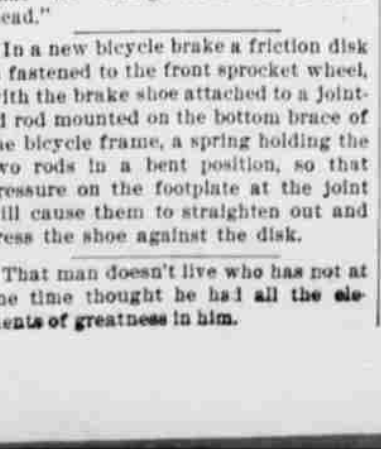 ead."
In a new bicycle brake a friction disk
fastened to the front sprocket wheel,
ith the brake shoe attached to a joint-
d rod mounted on the bottom brace of
he bicycle frame, a spring holding the
wo rods in a bent position, so that
ressure on the footplate at the joint
ill cause them to straighten out and
ress the shoe against the disk.
That man doesn't live who has not at
ne time thought he had all the ele-
ents of greatness in him.